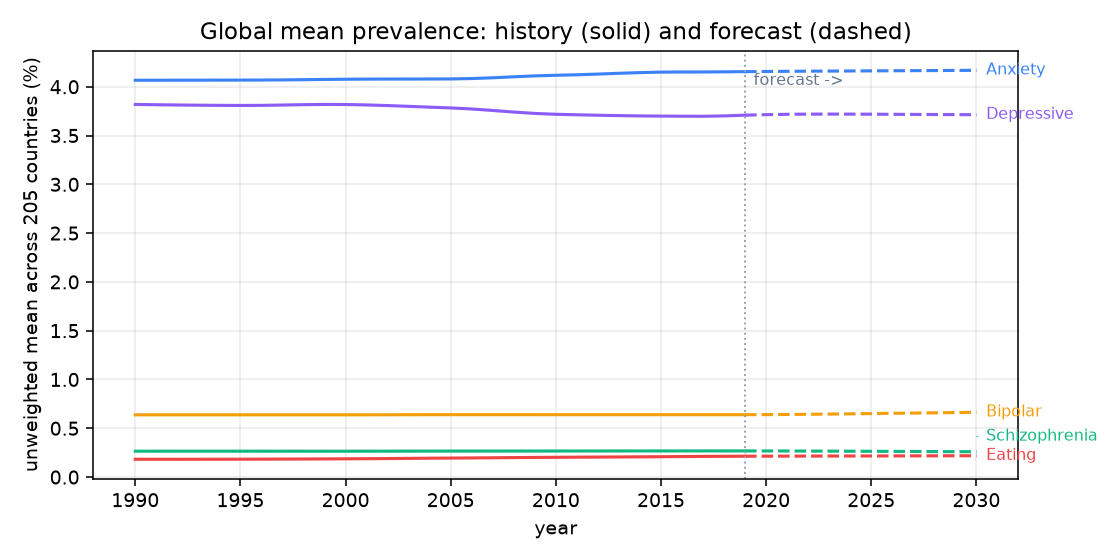 Global mean prevalence: history (solid) and forecast (dashed)
unweighted mean across 205 countries (%)
4.0
3.5
3.0
2.5
2.0
1.5
1.0
0.5
0.0
forecast ->
Anxiety
Depressive
Bipolar
Schizophrenia
Eating
1990
1995
2000
2005
2010
2015
2020
2025
2030
year